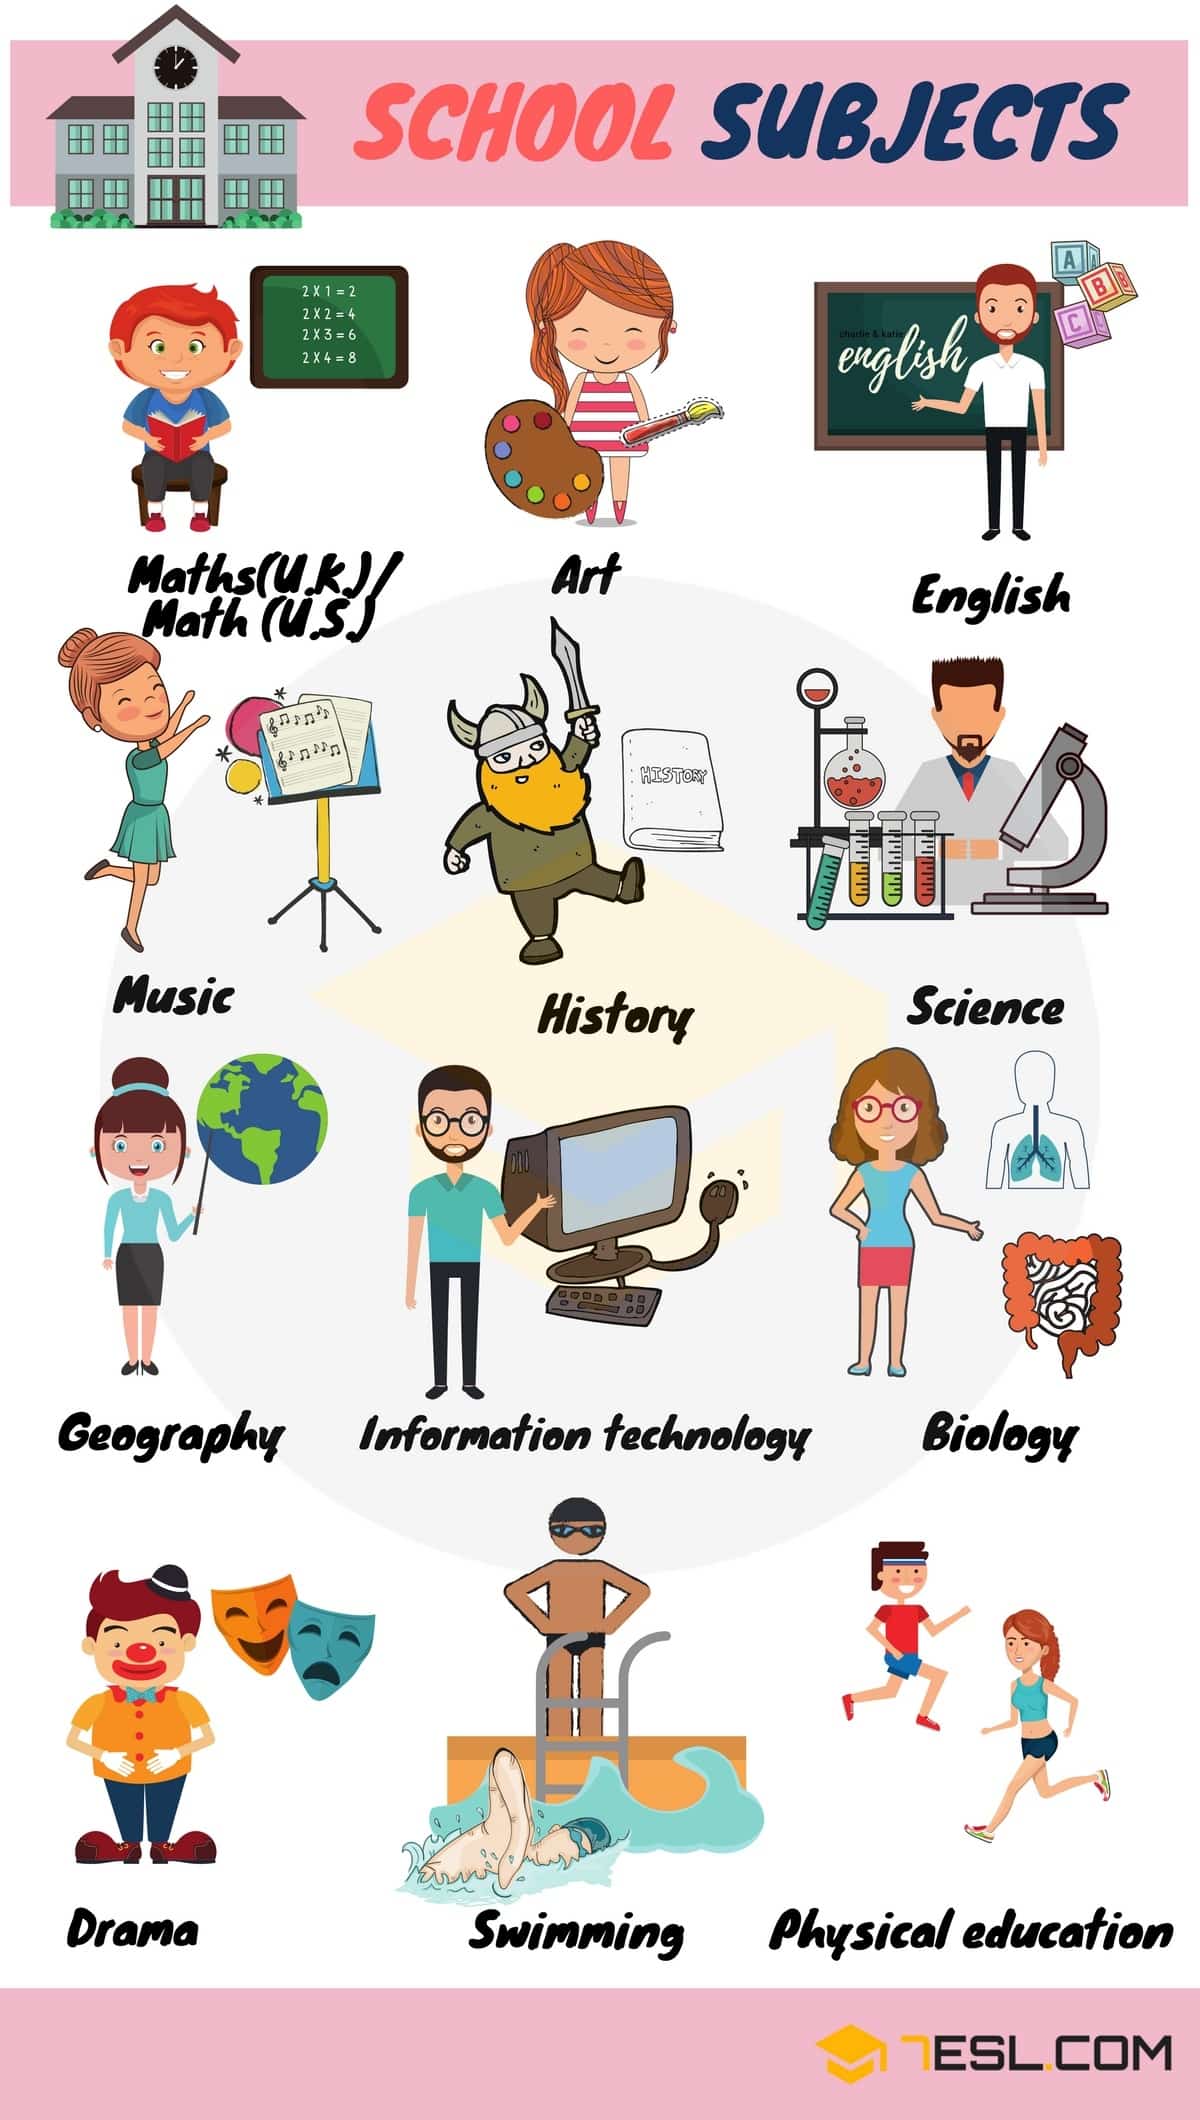 SCHOOL SUBJECTS
2 X 1 = 2
2 X 2 = 4
2 X 3 = 6
2 X 4 = 8
charlie & katie
english
A A
B B
C C
Maths(U.K.)/
Math (U.S.)
Art
English
HISTORY
Music
History
Science
Geography
Information technology
Biology
Drama
Swimming
Physical education
7ESL.COM